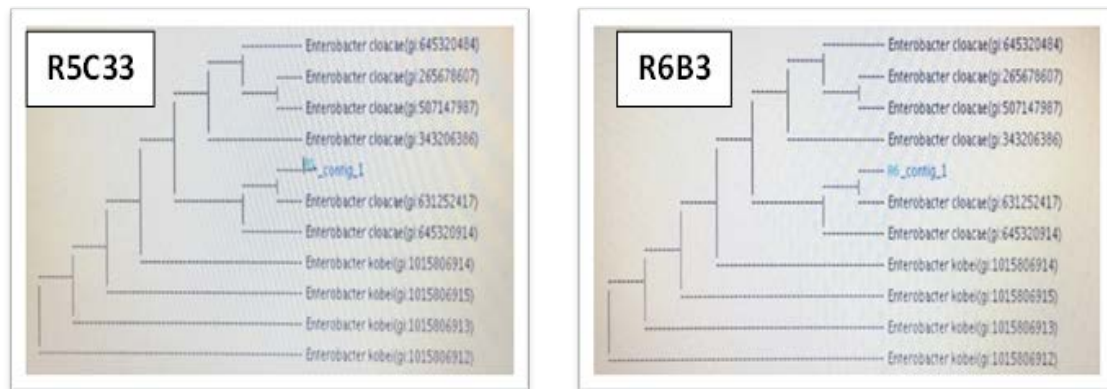 R5C33
Enterobacter cloacae(gi:645320484)
Enterobacter cloacae(gi:265678607)
Enterobacter cloacae(gi:507147987)
Enterobacter cloacae(gi:343206386)
_contig_1
Enterobacter cloacae(gi:631252417)
Enterobacter cloacae(gi:645320914)
Enterobacter kobei(gi:1015806914)
Enterobacter kobei(gi:1015806915)
Enterobacter kobei(gi:1015806913)
Enterobacter kobei(gi:1015806912)
R6B3
Enterobacter cloacae(gi:645320484)
Enterobacter cloacae(gi:265678607)
Enterobacter cloacae(gi:507147987)
Enterobacter cloacae(gi:343206386)
R6_contig_1
Enterobacter cloacae(gi:631252417)
Enterobacter cloacae(gi:645320914)
Enterobacter kobei(gi:1015806914)
Enterobacter kobei(gi:1015806915)
Enterobacter kobei(gi:1015806913)
Enterobacter kobei(gi:1015806912)